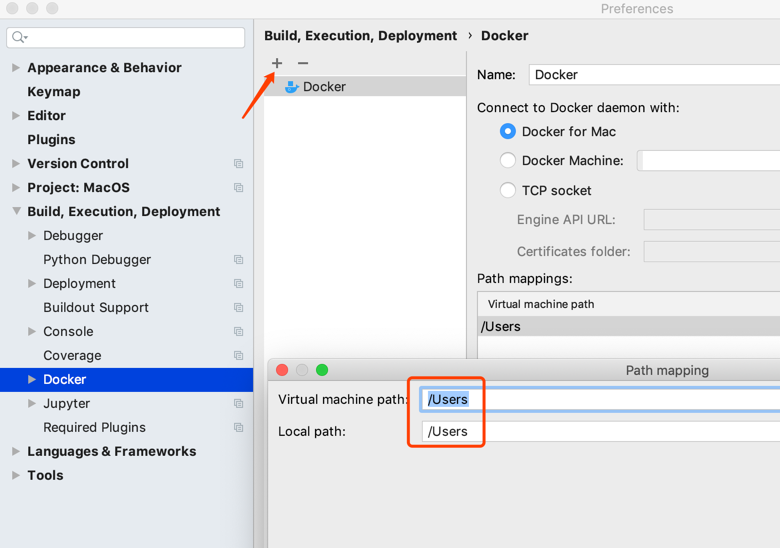 Preferences
Appearance & Behavior
Keymap
Editor
Plugins
Version Control
Project: MacOS
Build, Execution, Deployment
Debugger
Python Debugger
Deployment
Buildout Support
Console
Coverage
Docker
Jupyter
Required Plugins
Languages & Frameworks
Tools
Build, Execution, Deployment › Docker
Docker
Name: Docker
Connect to Docker daemon with:
Docker for Mac
Docker Machine:
TCP socket
Engine API URL:
Certificates folder:
Path mappings:
Virtual machine path
/Users
Path mapping
Virtual machine path: /Users
Local path: /Users